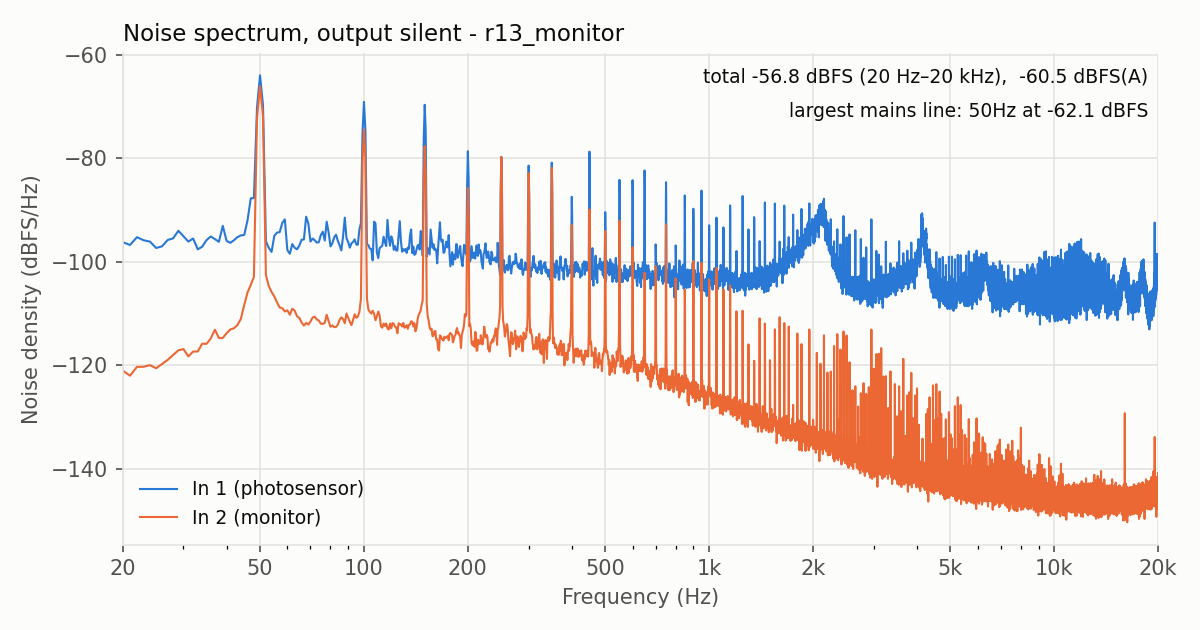 Noise spectrum, output silent - r13_monitor
total -56.8 dBFS (20 Hz–20 kHz),  -60.5 dBFS(A)
largest mains line: 50Hz at -62.1 dBFS
Noise density (dBFS/Hz)
−60
−80
−100
−120
−140
In 1 (photosensor)
In 2 (monitor)
20
50
100
200
500
1k
2k
5k
10k
20k
Frequency (Hz)